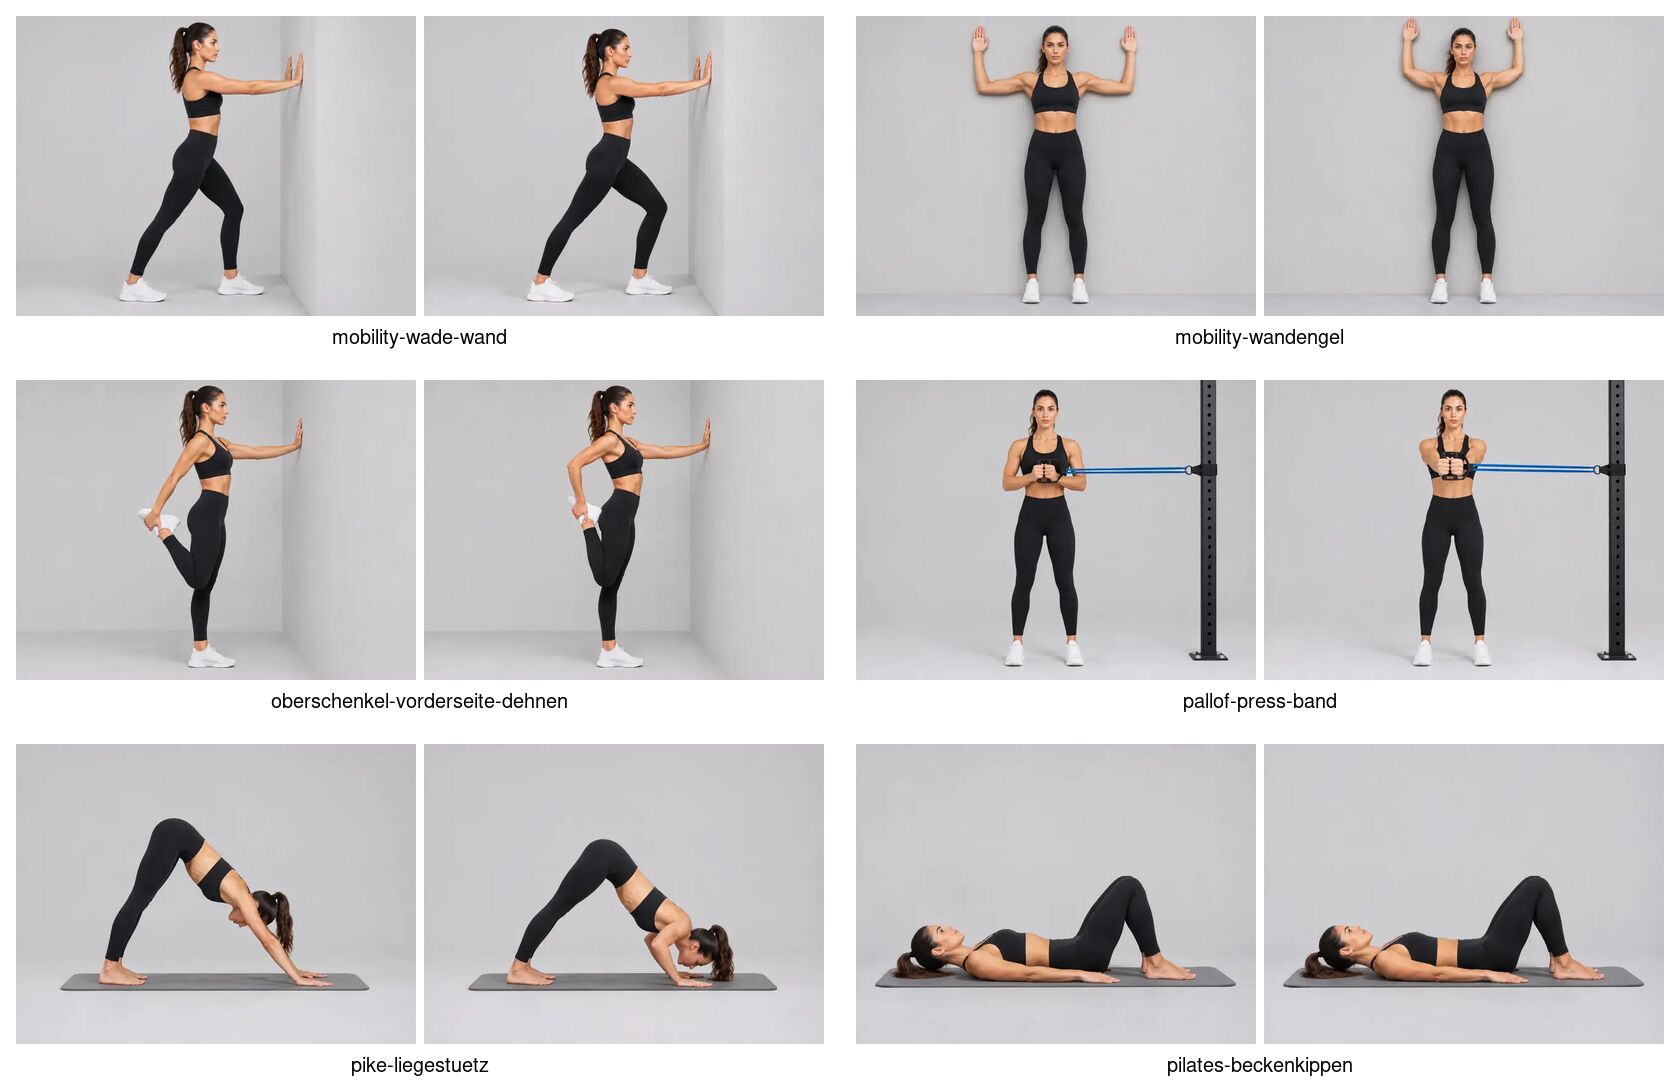 mobility-wade-wand
mobility-wandengel
oberschenkel-vorderseite-dehnen
pallof-press-band
pike-liegestuetz
pilates-beckenkippen